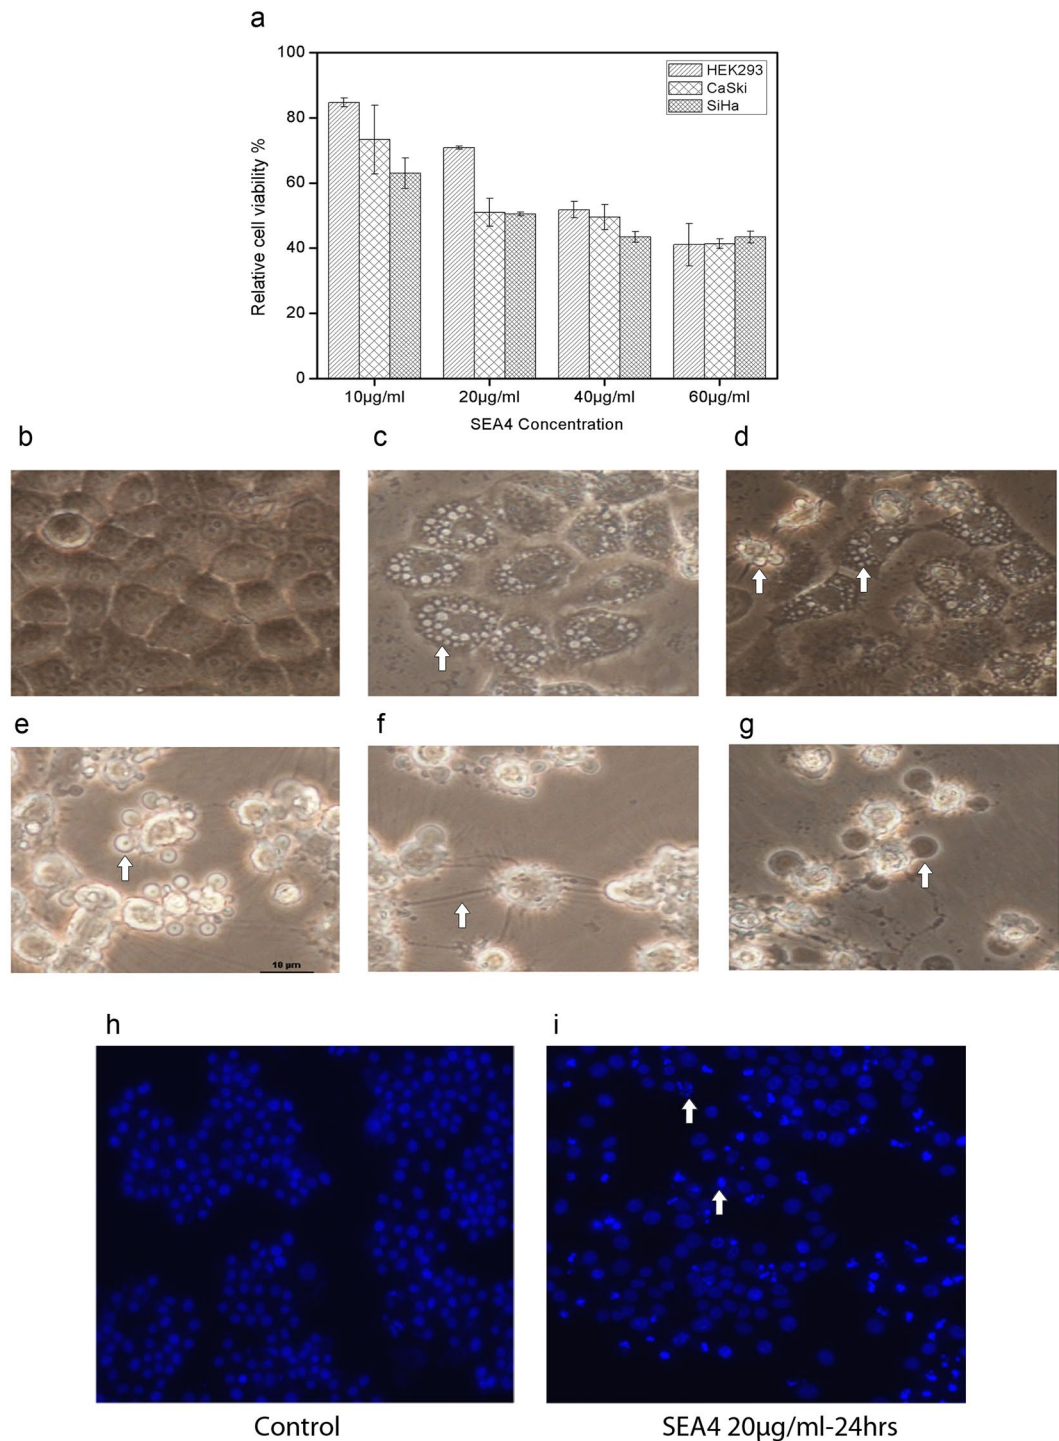 a
100
80
60
40
20
0
Relative cell viability %
HEK293
CaSki
SiHa
10µg/ml
20µg/ml
40µg/ml
60µg/ml
SEA4 Concentration
b
c
d
e
f
g
10 µm
h
i
Control
SEA4 20µg/ml-24hrs